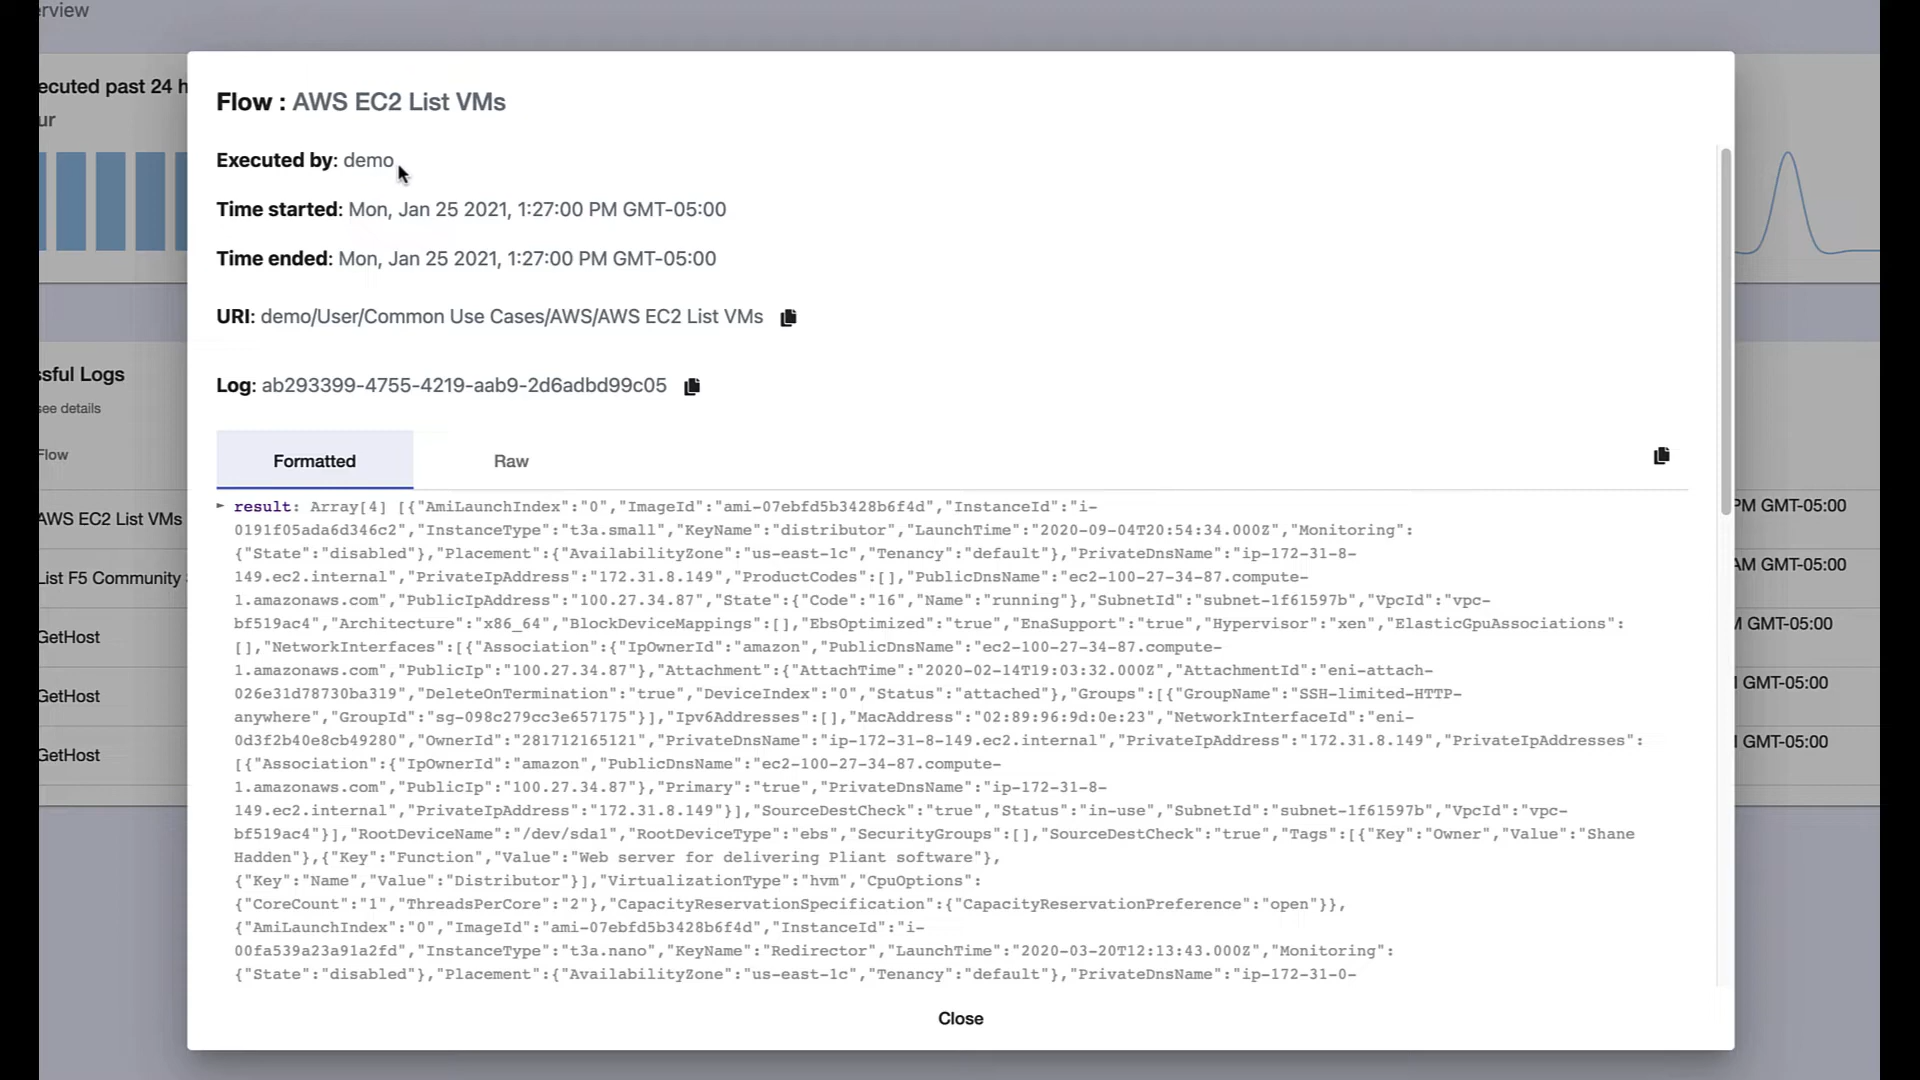 rview
ecuted past 24 h
ur
Flow : AWS EC2 List VMs
Executed by: demo
Time started: Mon, Jan 25 2021, 1:27:00 PM GMT-05:00
Time ended: Mon, Jan 25 2021, 1:27:00 PM GMT-05:00
URI: demo/User/Common Use Cases/AWS/AWS EC2 List VMs
Log: ab293399-4755-4219-aab9-2d6adbd99c05
ssful Logs
see details
Flow
AWS EC2 List VMs
List F5 Community
GetHost
GetHost
GetHost
Formatted
Raw
result: Array[4] [{"AmiLaunchIndex":"0","ImageId":"ami-07ebfd5b3428b6f4d","InstanceId":"i-
0191f05ada6d346c2","InstanceType":"t3a.small","KeyName":"distributor","LaunchTime":"2020-09-04T20:54:34.000Z","Monitoring":
{"State":"disabled"},"Placement":{"AvailabilityZone":"us-east-1c","Tenancy":"default"},"PrivateDnsName":"ip-172-31-8-
149.ec2.internal","PrivateIpAddress":"172.31.8.149","ProductCodes":[],"PublicDnsName":"ec2-100-27-34-87.compute-
1.amazonaws.com","PublicIpAddress":"100.27.34.87","State":{"Code":"16","Name":"running"},"SubnetId":"subnet-1f61597b","VpcId":"vpc-
bf519ac4","Architecture":"x86_64","BlockDeviceMappings":[],"EbsOptimized":"true","EnaSupport":"true","Hypervisor":"xen","ElasticGpuAssociations":
[],"NetworkInterfaces":[{"Association":{"IpOwnerId":"amazon","PublicDnsName":"ec2-100-27-34-87.compute-
1.amazonaws.com","PublicIp":"100.27.34.87"},"Attachment":{"AttachTime":"2020-02-14T19:03:32.000Z","AttachmentId":"eni-attach-
026e31d78730ba319","DeleteOnTermination":"true","DeviceIndex":"0","Status":"attached"},"Groups":[{"GroupName":"SSH-limited-HTTP-
anywhere","GroupId":"sg-098c279cc3e657175"}],"Ipv6Addresses":[],"MacAddress":"02:89:96:9d:0e:23","NetworkInterfaceId":"eni-
0d3f2b40e8cb49280","OwnerId":"281712165121","PrivateDnsName":"ip-172-31-8-149.ec2.internal","PrivateIpAddress":"172.31.8.149","PrivateIpAddresses":
[{"Association":{"IpOwnerId":"amazon","PublicDnsName":"ec2-100-27-34-87.compute-
1.amazonaws.com","PublicIp":"100.27.34.87"},"Primary":"true","PrivateDnsName":"ip-172-31-8-
149.ec2.internal","PrivateIpAddress":"172.31.8.149"}],"SourceDestCheck":"true","Status":"in-use","SubnetId":"subnet-1f61597b","VpcId":"vpc-
bf519ac4"}],"RootDeviceName":"/dev/sda1","RootDeviceType":"ebs","SecurityGroups":[],"SourceDestCheck":"true","Tags":[{"Key":"Owner","Value":"Shane
Hadden"},{"Key":"Function","Value":"Web server for delivering Pliant software"},
{"Key":"Name","Value":"Distributor"}],"VirtualizationType":"hvm","CpuOptions":
{"CoreCount":"1","ThreadsPerCore":"2"},"CapacityReservationSpecification":{"CapacityReservationPreference":"open"}},
{"AmiLaunchIndex":"0","ImageId":"ami-07ebfd5b3428b6f4d","InstanceId":"i-
00fa539a23a91a2fd","InstanceType":"t3a.nano","KeyName":"Redirector","LaunchTime":"2020-03-20T12:13:43.000Z","Monitoring":
{"State":"disabled"},"Placement":{"AvailabilityZone":"us-east-1c","Tenancy":"default"},"PrivateDnsName":"ip-172-31-0-
PM GMT-05:00
AM GMT-05:00
M GMT-05:00
GMT-05:00
GMT-05:00
Close